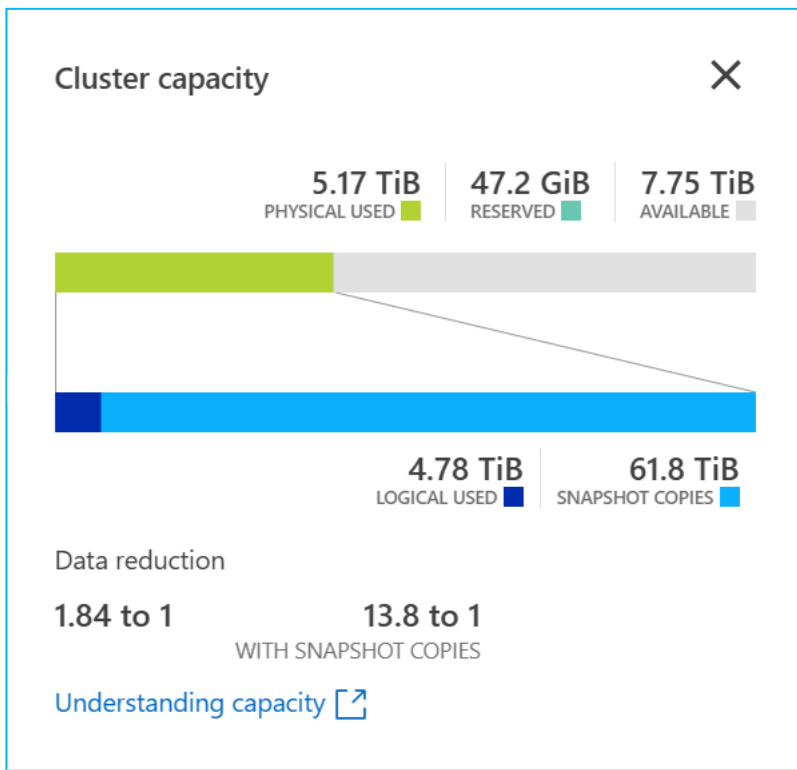 Cluster capacity
5.17 TiB 47.2 GiB 7.75 TiB
PHYSICAL USED RESERVED AVAILABLE
4.78 TiB 61.8 TiB
LOGICAL USED SNAPSHOT COPIES
Data reduction
1.84 to 1 13.8 to 1
WITH SNAPSHOT COPIES
Understanding capacity